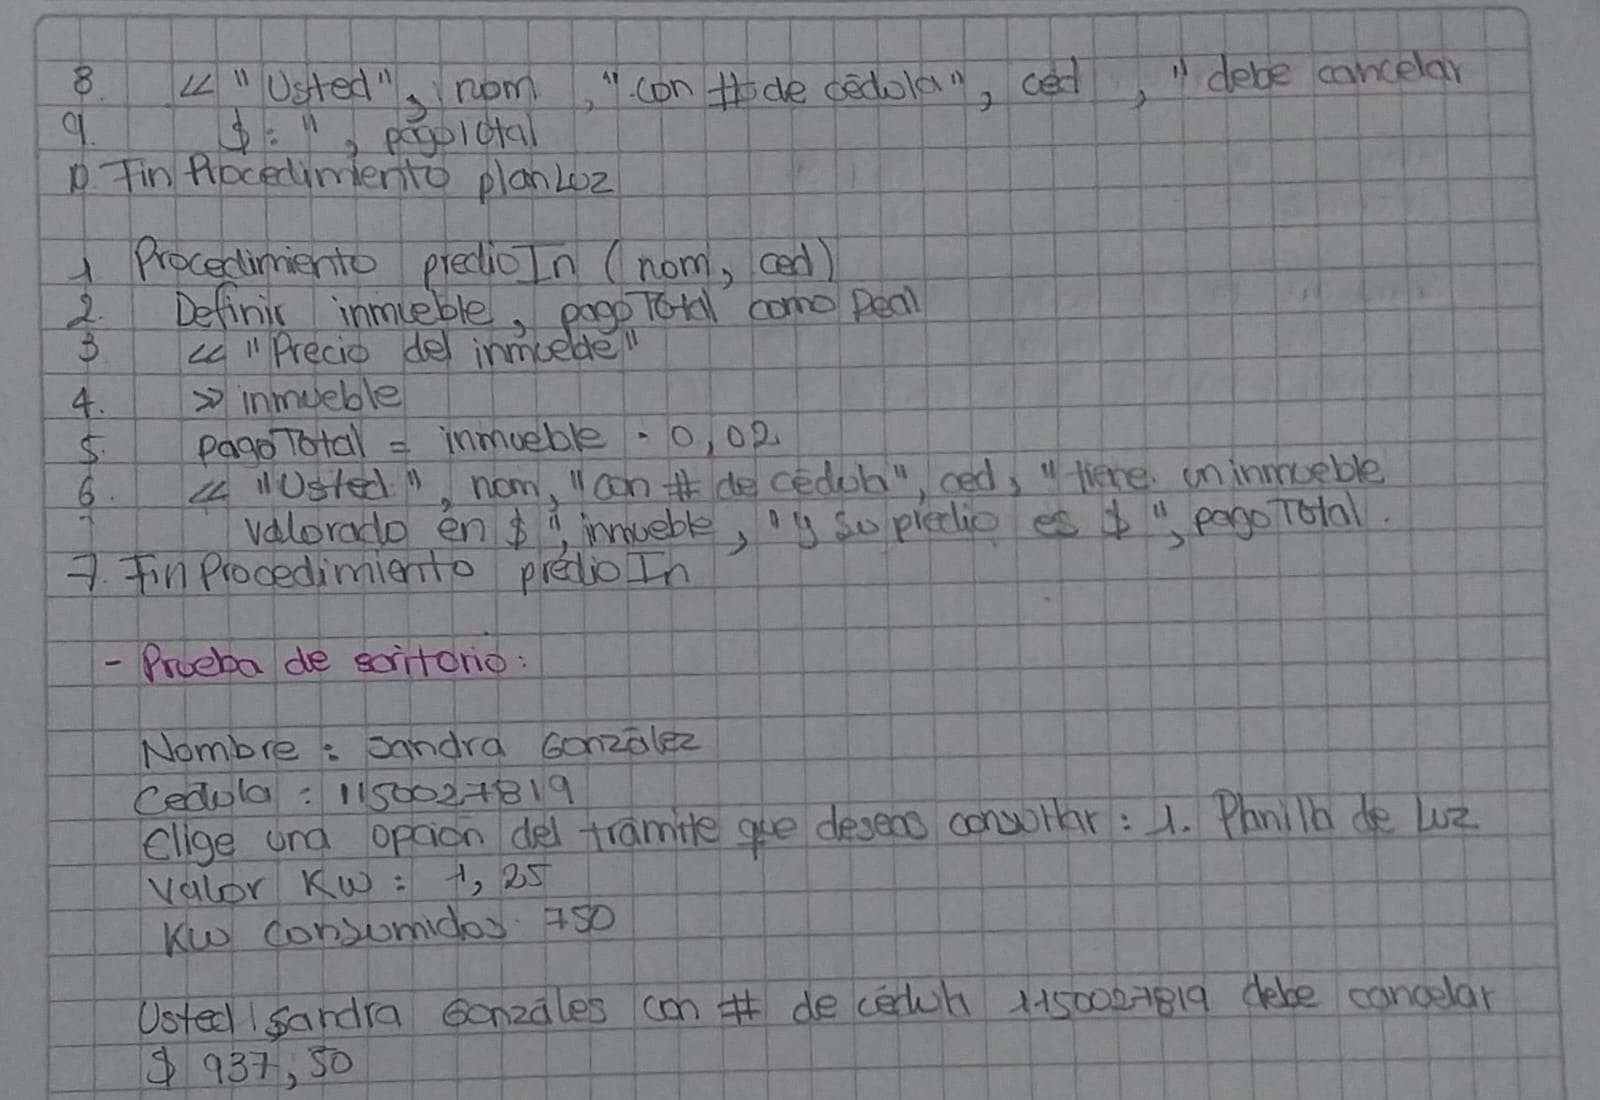 8. << "Usted", nom, "con # de cédula", ced, "debe cancelar
9. $: ", pagoTotal
10. Fin Procedimiento planLuz
1 Procedimiento predioIn (nom, ced)
2. Definir inmueble, pagoTotal como Real
3 << "Precio del inmueble"
4. >> inmueble
5. pagoTotal = inmueble · 0,02
6. << "Usted", nom, "con # de cédula", ced, "tiene un inmueble
valorado en $", inmueble, "y su predio es $", pagoTotal.
7. Fin Procedimiento predioIn
- Prueba de scritorio:
Nombre: Sandra González
Cedula: 1150027819
Elige una opción del trámite que deseas consultar: 1. Planilla de Luz
Valor Kw: 1,25
Kw consumidos: 750
Usted, Sandra Gonzáles con # de cédula 1150027819 debe cancelar
$ 937,50